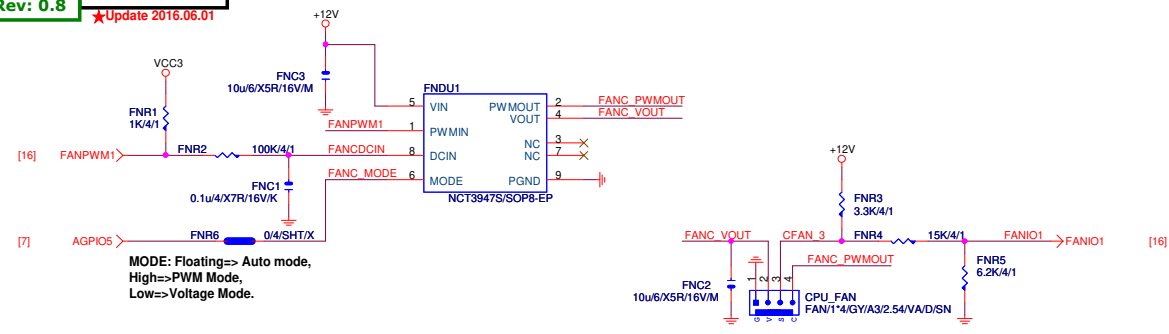 Rev: 0.8
★Update 2016.06.01
+12V
VCC3
FNC3
10u/6/X5R/16V/M
FNDU1
FNR1
1K/4/1
5 VIN PWMOUT 2 FANC_PWMOUT
VOUT 4 FANC_VOUT
FANPWM1 1 PWMIN
NC 3
[16] FANPWM1 FNR2 100K/4/1 FANCDCIN 8 DCIN NC 7
FANC_MODE 6 MODE PGND 9
FNC1
0.1u/4/X7R/16V/K
NCT3947S/SOP8-EP
[7] AGPIO5 FNR6 0/4/SHT/X
MODE: Floating=> Auto mode,
High=>PWM Mode,
Low=>Voltage Mode.
+12V
FNR3
3.3K/4/1
FANC_VOUT CFAN_3 FNR4 15K/4/1 FANIO1 FANIO1 [16]
FANC_PWMOUT
FNR5
6.2K/4/1
FNC2
10u/6/X5R/16V/M
1 2 3 4
G V S C
CPU_FAN
FAN/1*4/GY/A3/2.54/VA/D/SN